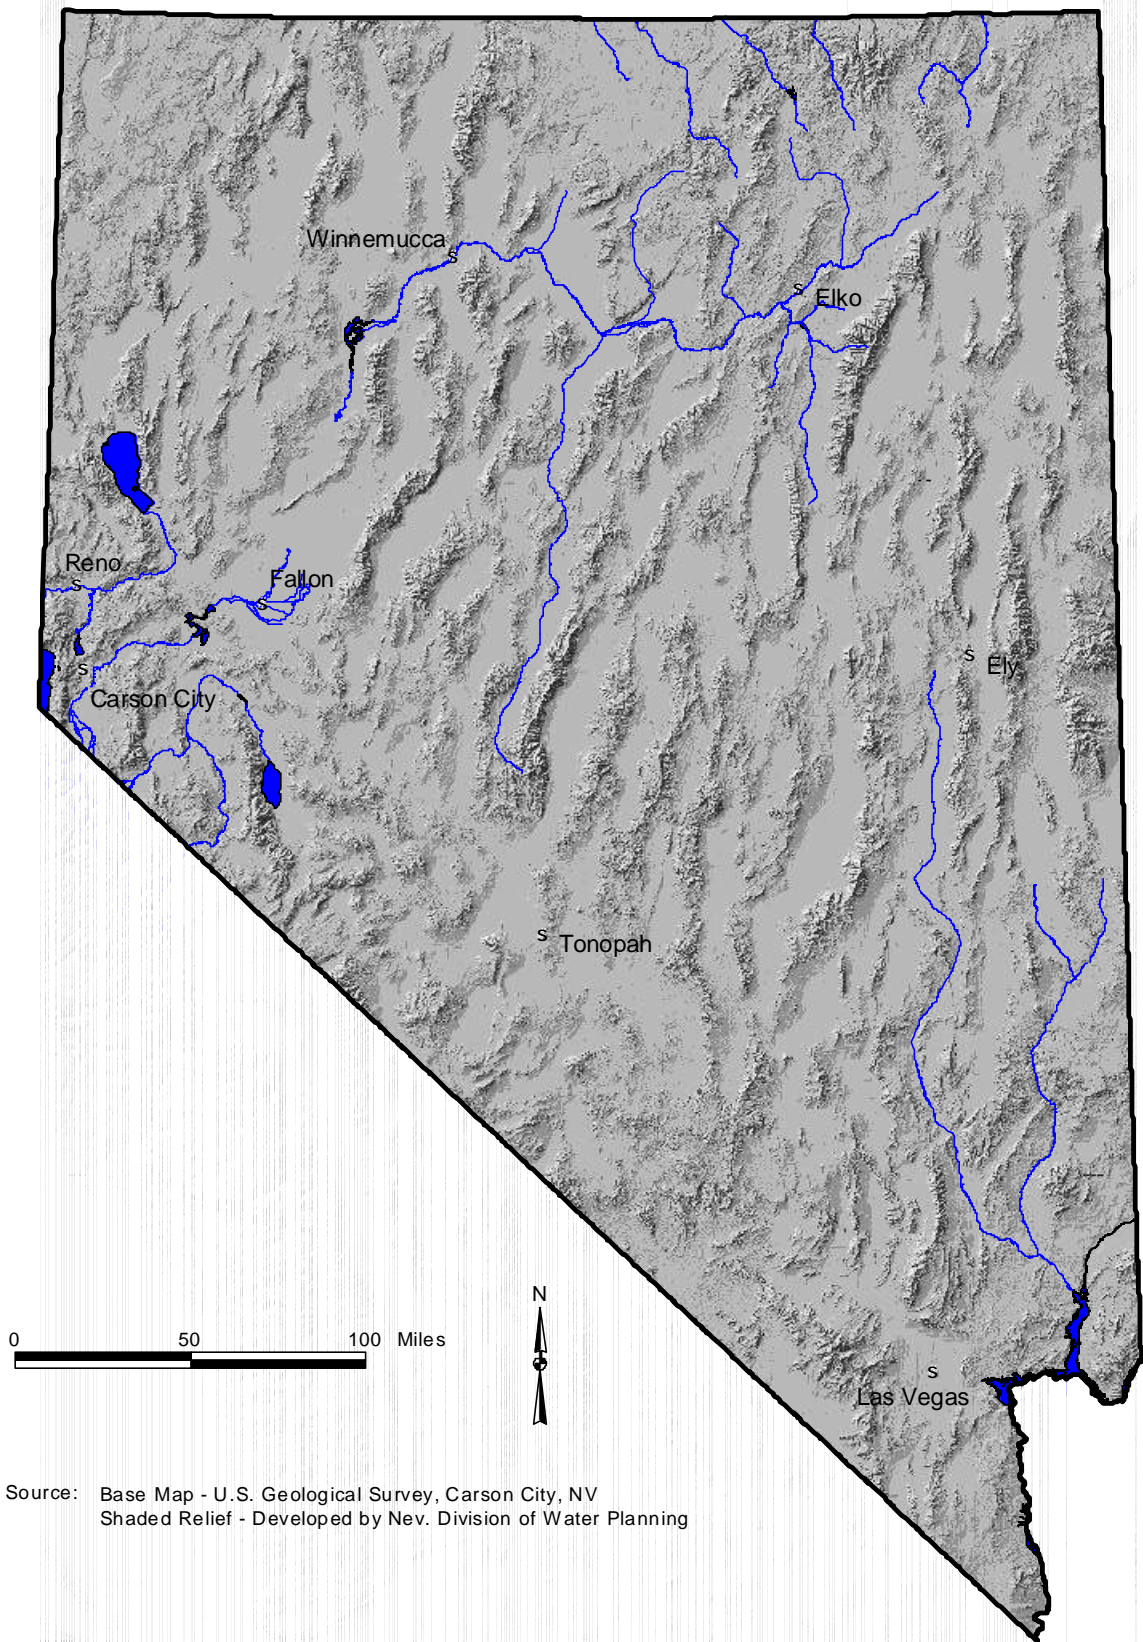 Winnemucca
Elko
Reno
Fallon
Ely
Carson City
Tonopah
N
0 50 100 Miles
Las Vegas
Source: Base Map - U.S. Geological Survey, Carson City, NV
Shaded Relief - Developed by Nev. Division of Water Planning